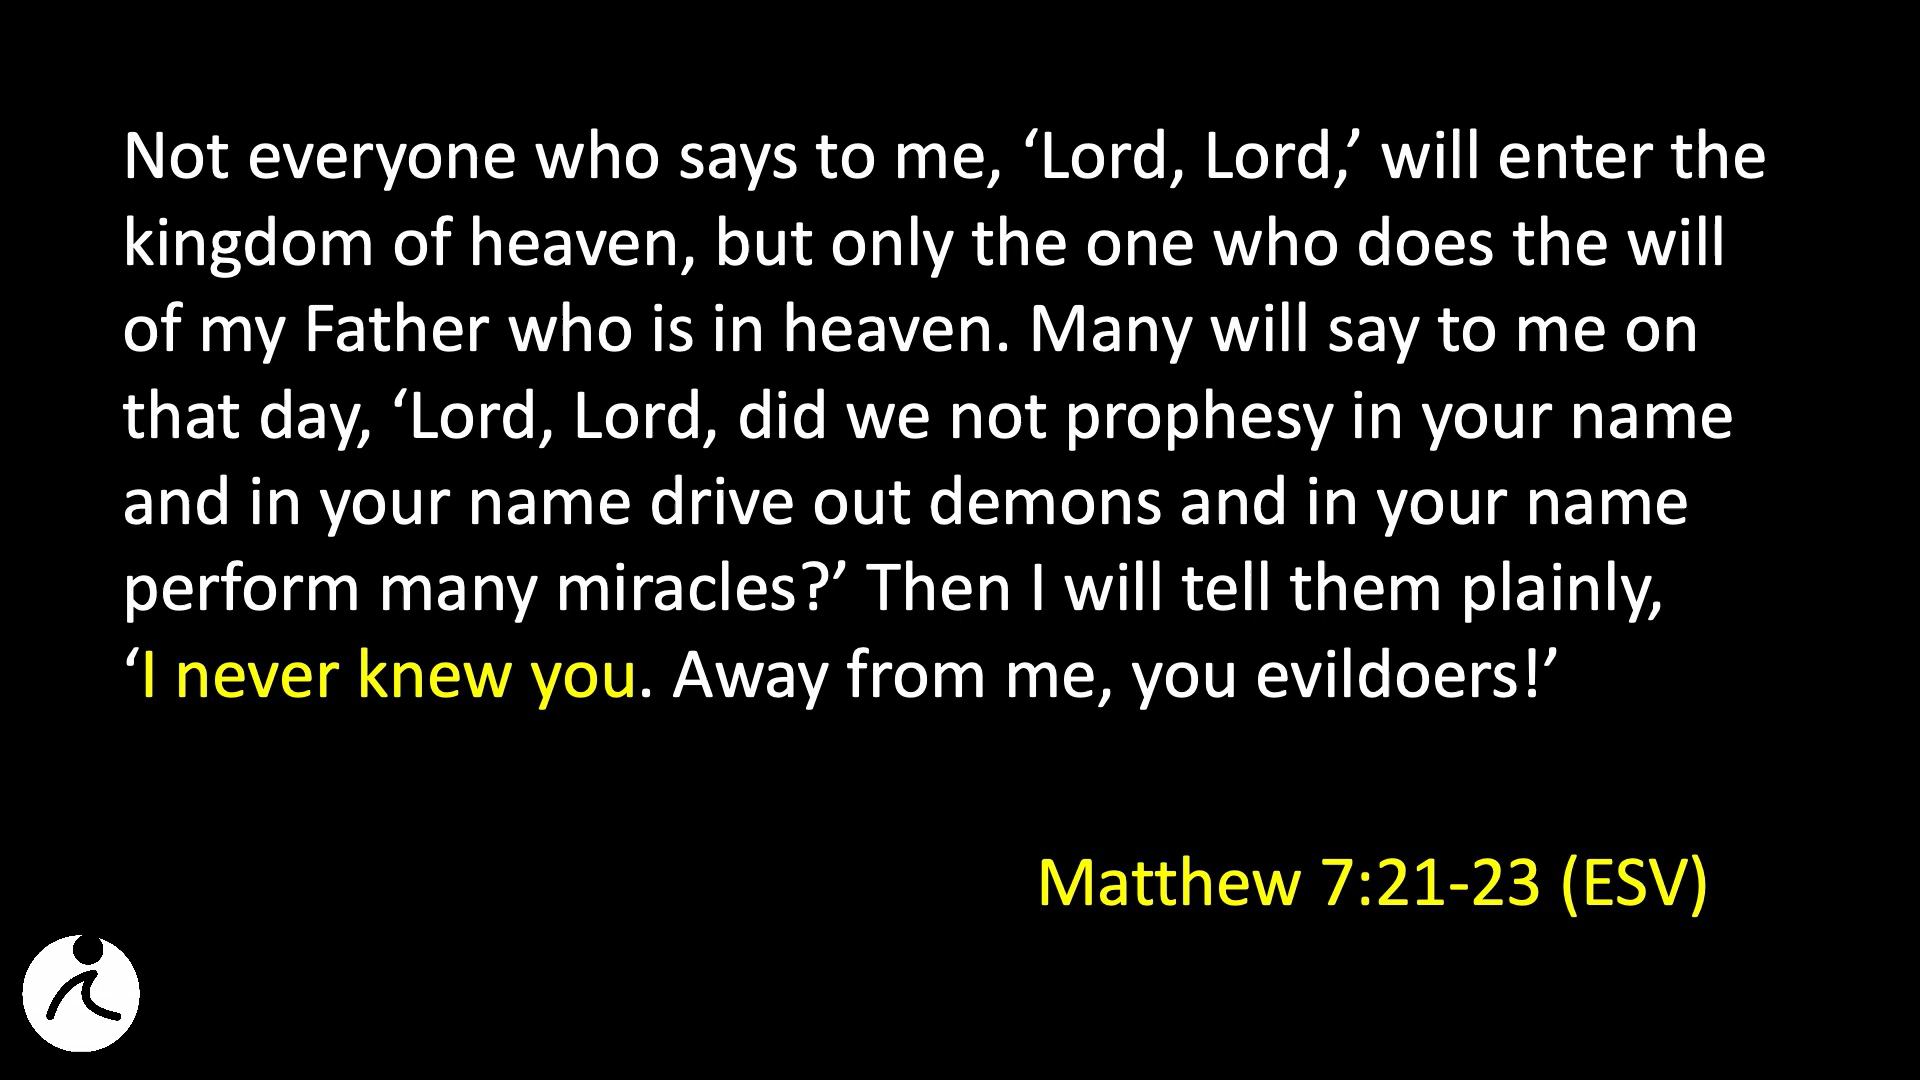 Not everyone who says to me, ‘Lord, Lord,’ will enter the
kingdom of heaven, but only the one who does the will
of my Father who is in heaven. Many will say to me on
that day, ‘Lord, Lord, did we not prophesy in your name
and in your name drive out demons and in your name
perform many miracles?’ Then I will tell them plainly,
‘I never knew you. Away from me, you evildoers!’
Matthew 7:21-23 (ESV)